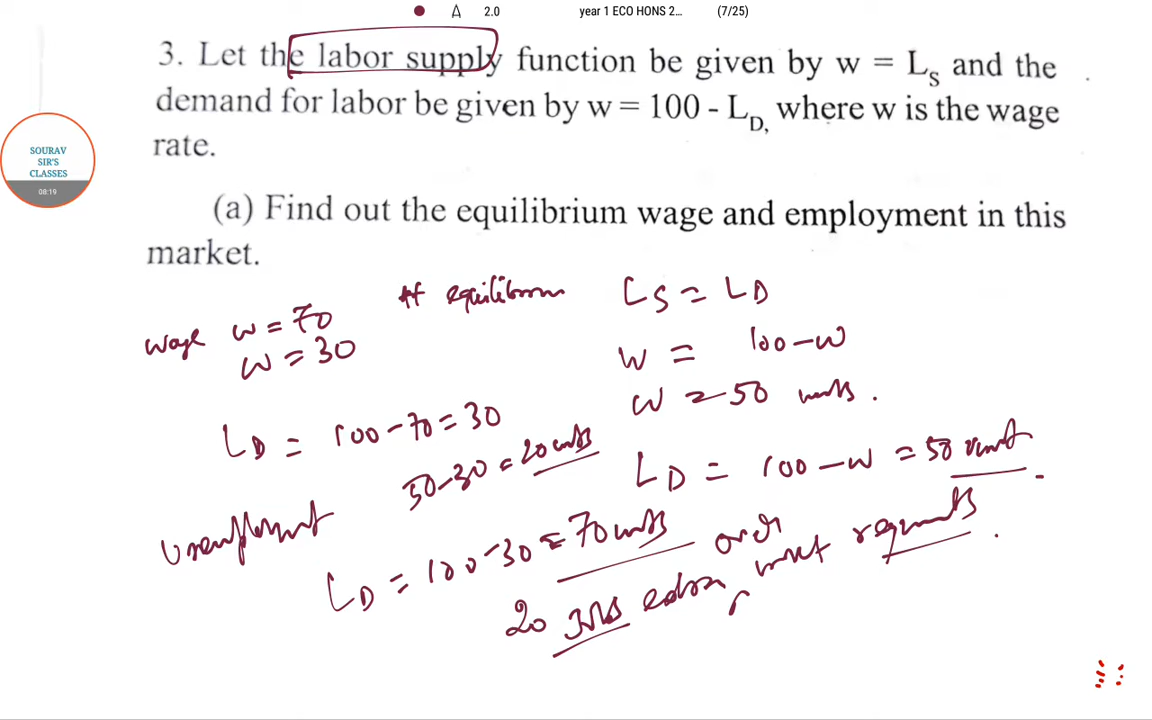 2.0 year 1 ECO HONS 2... (7/25)
3. Let the labor supply function be given by w = LS and the
demand for labor be given by w = 100 - LD, where w is the wage
rate.
SOURAV
SIR'S
CLASSES
08:19
(a) Find out the equilibrium wage and employment in this
market.
At equilibrium LS = LD
wage w = 70
w = 30
w = 100 - w
w = 50 units.
LD = 100 - 70 = 30
50 - 30 = 20 units
LD = 100 - w = 50 unit
Unemployment
LD = 100 - 30 = 70 units
20